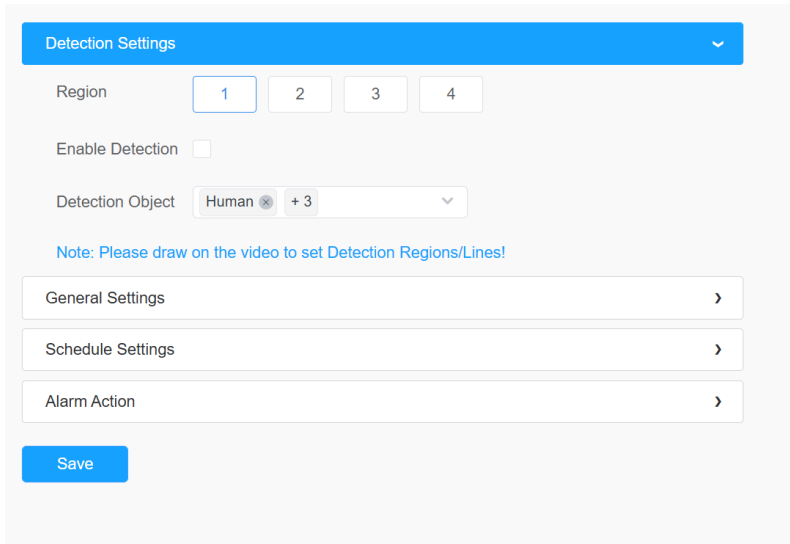 Detection Settings
Region 1 2 3 4
Enable Detection
Detection Object Human + 3
Note: Please draw on the video to set Detection Regions/Lines!
General Settings
Schedule Settings
Alarm Action
Save